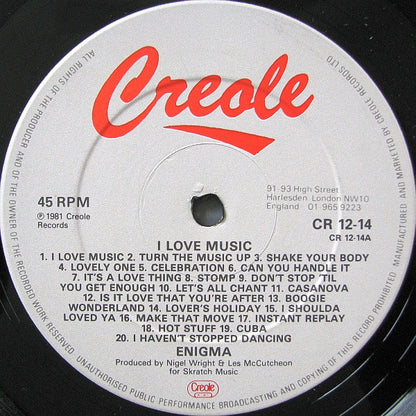 Creole
ALL RIGHTS OF THE PRODUCER AND OF THE OWNER OF THE RECORDED WORK RESERVED
MANUFACTURED AND MARKETED BY CREOLE RECORDS LTD
UNAUTHORISED PUBLIC PERFORMANCE BROADCASTING AND COPYING OF THIS RECORD PROHIBITED
91-93 High Street
Harlesden London NW10
England 01 965 9223
45 RPM
℗ 1981 Creole
Records
CR 12-14
CR 12-14A
I LOVE MUSIC
1. I LOVE MUSIC 2. TURN THE MUSIC UP 3. SHAKE YOUR BODY
4. LOVELY ONE 5. CELEBRATION 6. CAN YOU HANDLE IT
7. IT'S A LOVE THING 8. STOMP 9. DON'T STOP 'TIL
YOU GET ENOUGH 10. LET'S ALL CHANT 11. CASANOVA
12. IS IT LOVE THAT YOU'RE AFTER 13. BOOGIE
WONDERLAND 14. LOVER'S HOLIDAY 15. I SHOULDA
LOVED YA 16. MAKE THAT MOVE 17. INSTANT REPLAY
18. HOT STUFF 19. CUBA
20. I HAVEN'T STOPPED DANCING
ENIGMA
Produced by Nigel Wright & Les McCutcheon
for Skratch Music
Creole